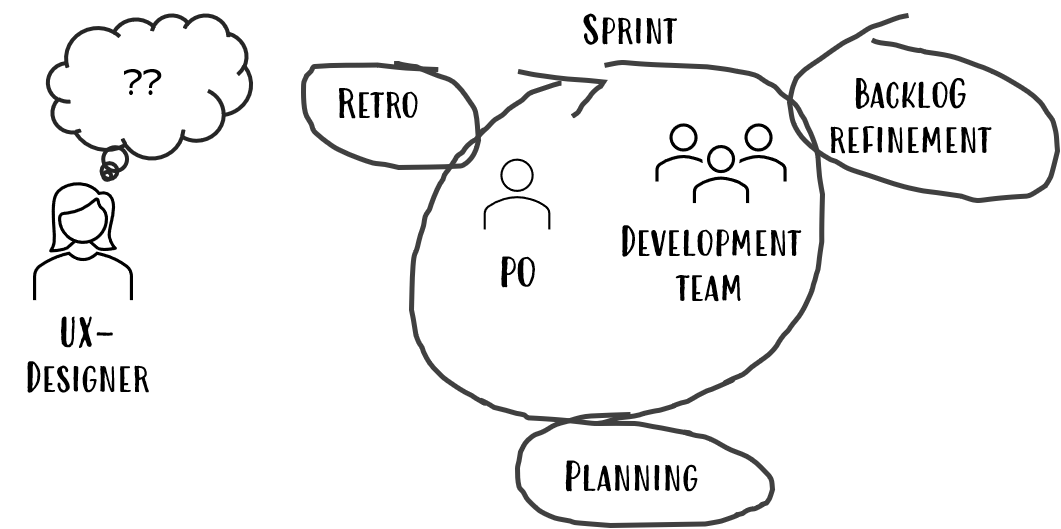 ??
UX-
DESIGNER
SPRINT
RETRO
BACKLOG
REFINEMENT
PO
DEVELOPMENT
TEAM
PLANNING